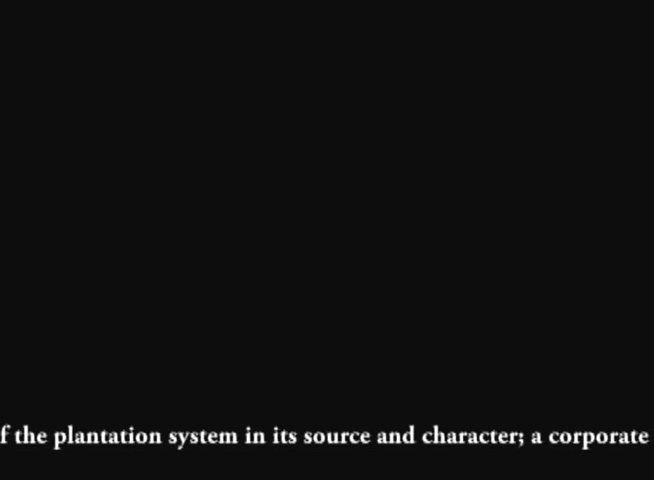 f the plantation system in its source and character; a corporate